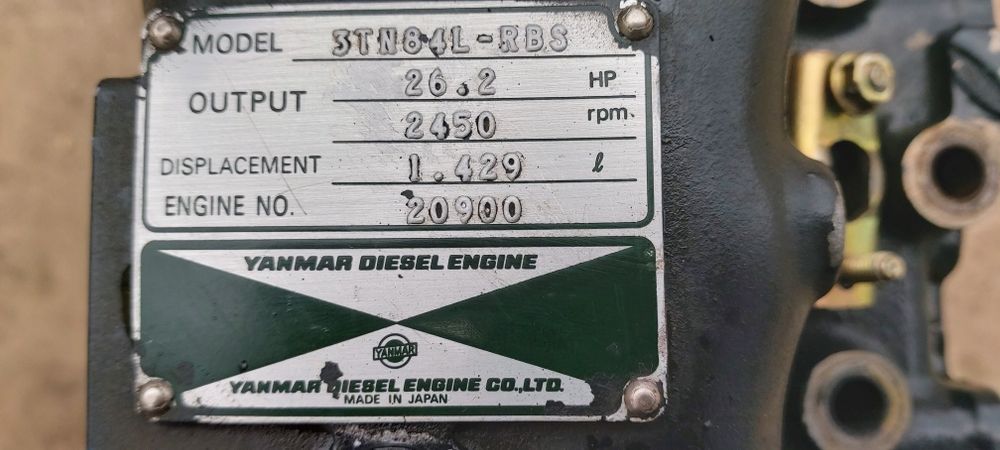 MODEL 3TN84L-RBS
OUTPUT 26.2 HP
2450 rpm
DISPLACEMENT 1.429 ℓ
ENGINE NO. 20900
YANMAR DIESEL ENGINE
YANMAR
YANMAR DIESEL ENGINE CO.,LTD.
MADE IN JAPAN